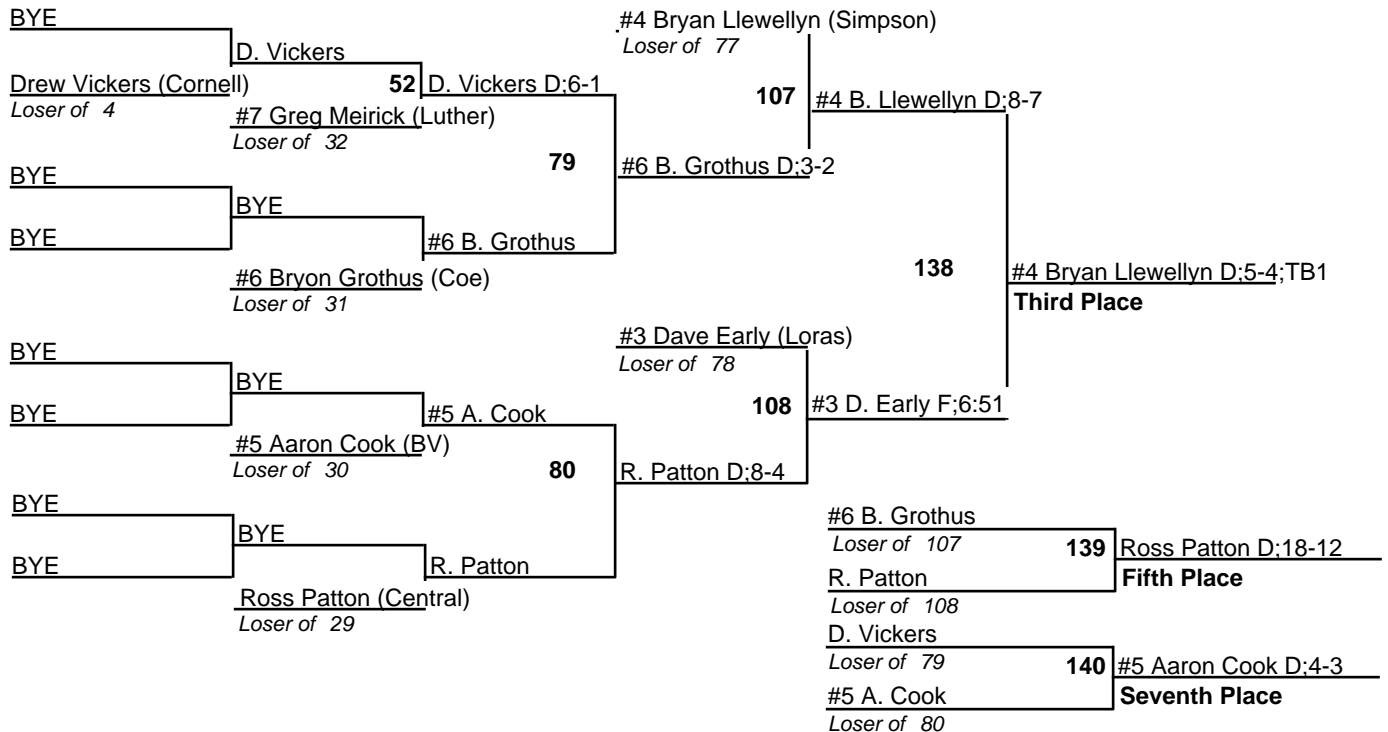 BYE
#4 Bryan Llewellyn (Simpson)
Loser of 77
D. Vickers
Drew Vickers (Cornell)
Loser of 4
52
D. Vickers D;6-1
107
#4 B. Llewellyn D;8-7
#7 Greg Meirick (Luther)
Loser of 32
79
#6 B. Grothus D;3-2
BYE
BYE
BYE
#6 B. Grothus
#6 Bryon Grothus (Coe)
Loser of 31
138
#4 Bryan Llewellyn D;5-4;TB1
Third Place
#3 Dave Early (Loras)
Loser of 78
BYE
BYE
BYE
#5 A. Cook
108
#3 D. Early F;6:51
#5 Aaron Cook (BV)
Loser of 30
80
R. Patton D;8-4
BYE
BYE
BYE
R. Patton
Ross Patton (Central)
Loser of 29
#6 B. Grothus
Loser of 107
139
Ross Patton D;18-12
Fifth Place
R. Patton
Loser of 108
D. Vickers
Loser of 79
140
#5 Aaron Cook D;4-3
Seventh Place
#5 A. Cook
Loser of 80